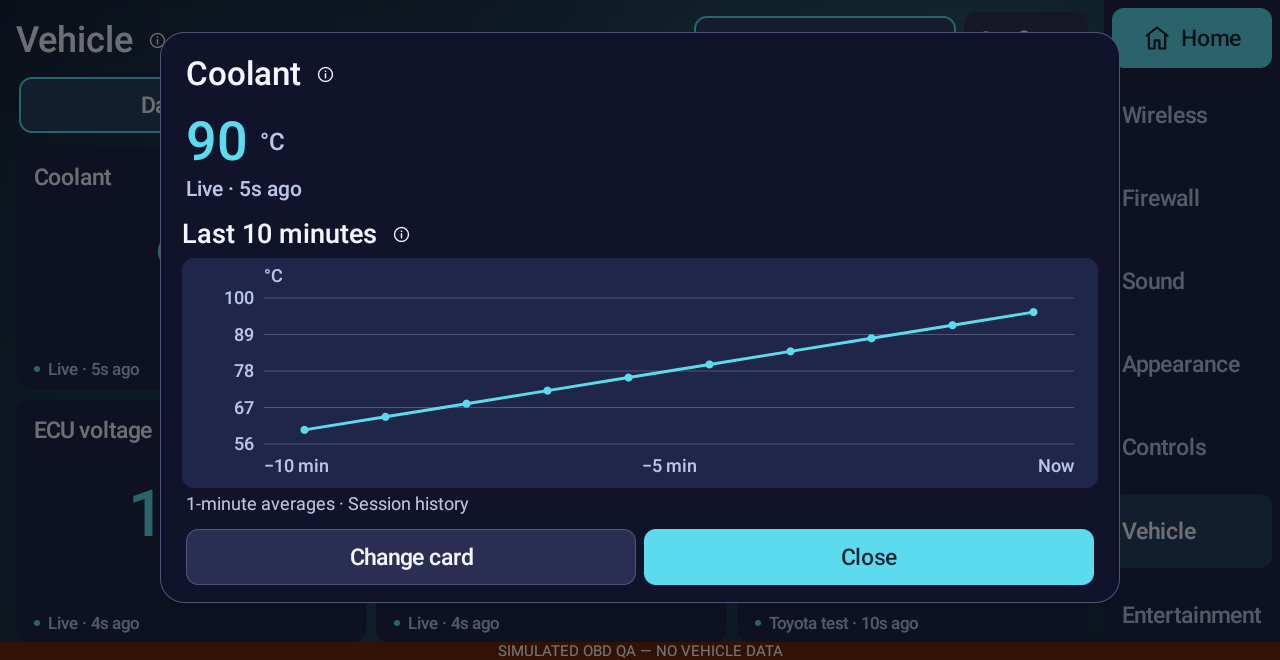 Vehicle
Home
Da
Coolant
Wireless
Coolant
90 °C
Live · 5s ago
Firewall
Last 10 minutes
°C
100
89
78
67
56
−10 min
−5 min
Now
Sound
Appearance
Live · 5s ago
ECU voltage
Controls
1
1-minute averages · Session history
Change card
Close
Vehicle
Live · 4s ago
Live · 4s ago
Toyota test · 10s ago
Entertainment
SIMULATED OBD QA — NO VEHICLE DATA